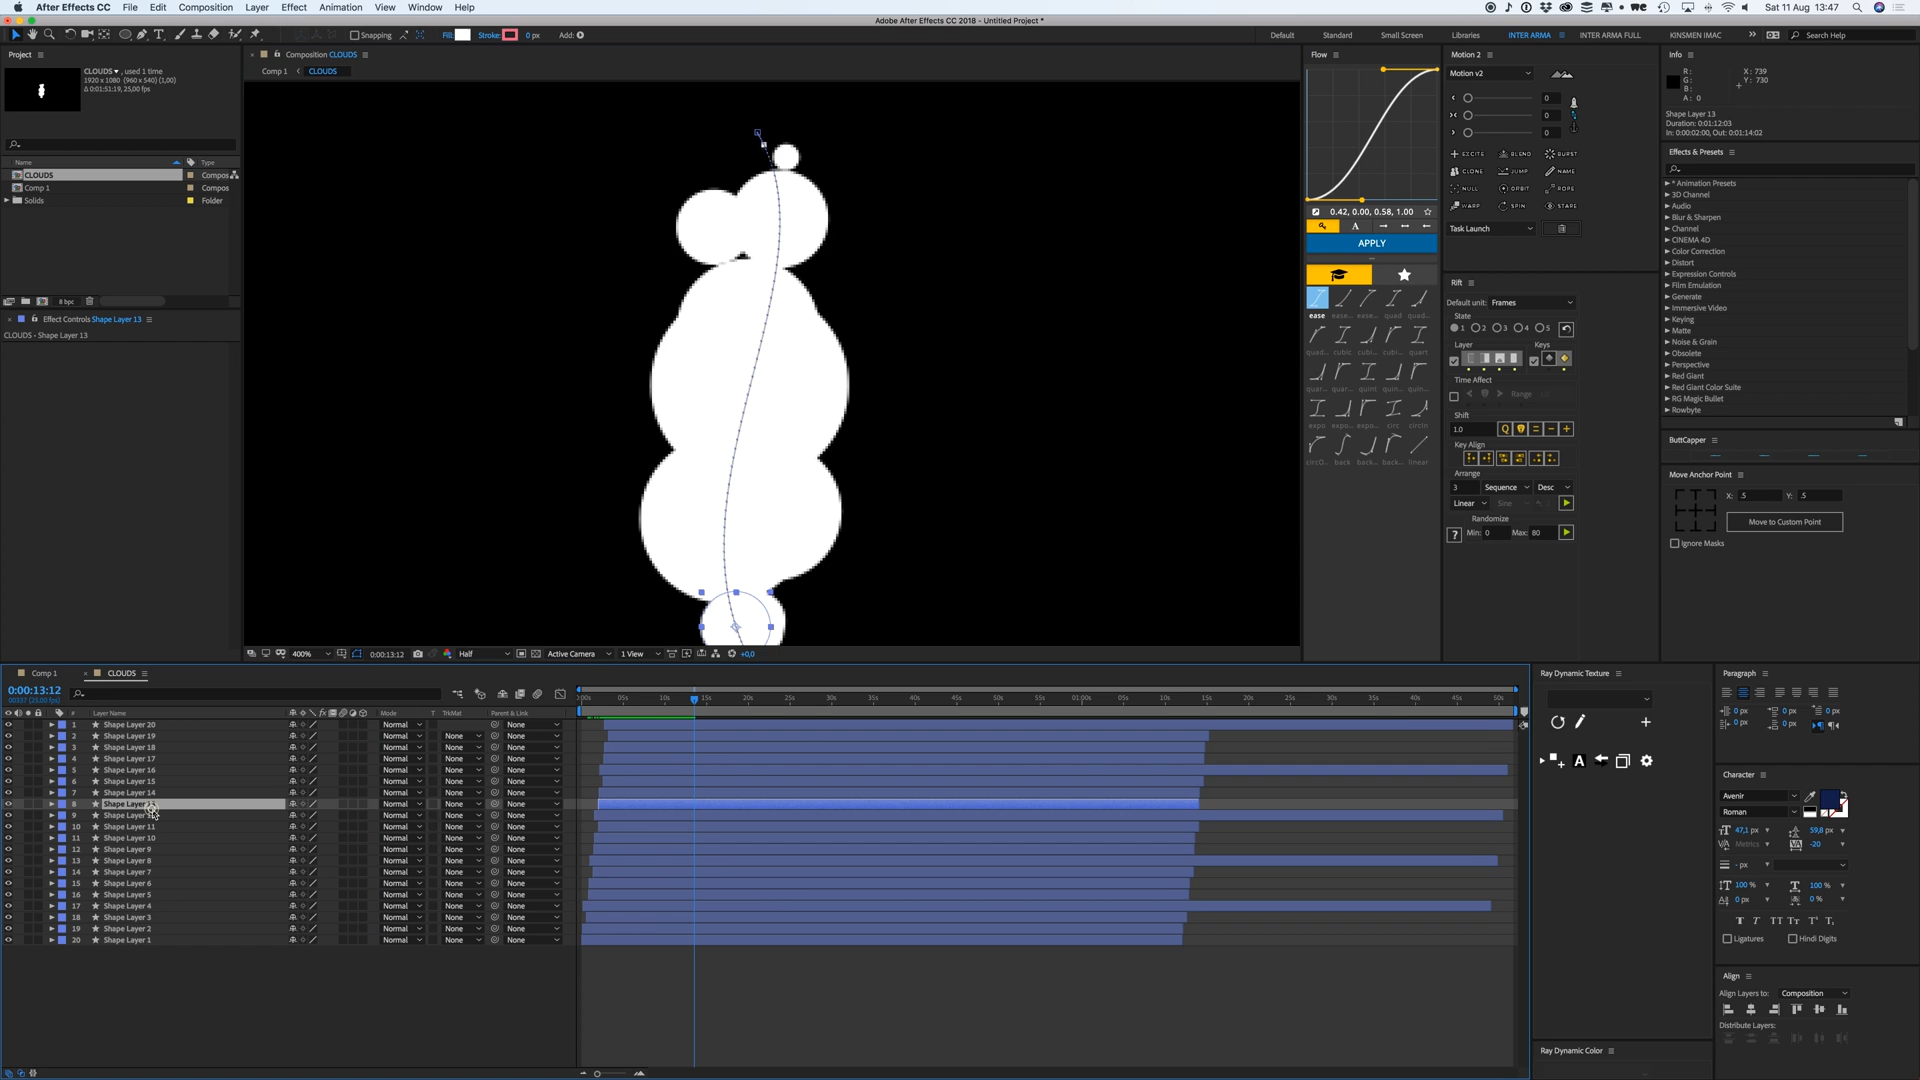 After Effects CC File Edit Composition Layer Effect Animation View Window Help
Sat 11 Aug 13:47
Adobe After Effects CC 2018 - Untitled Project *
Snapping Fill: Stroke: 0 px Add:
Default Standard Small Screen Libraries INTER ARMA INTER ARMA FULL KINSMEN IMAC Search Help
Project
CLOUDS , used 1 time
1920 x 1080 (960 x 540) (1,00)
Δ 0:01:51:19, 25,00 fps
Name Type
CLOUDS Compos
Comp 1 Compos
Solids Folder
8 bpc
Effect Controls Shape Layer 13
CLOUDS - Shape Layer 13
Composition CLOUDS
Comp 1 CLOUDS
400% 0:00:13:12 Half Active Camera 1 View +0,0
Flow
0.42, 0.00, 0.58, 1.00
A
APPLY
ease ease... ease... quad quad...
quad... cubic cubi... cubi... quart
quar... quar... quint quin... quin...
expo expo... expo... circ circIn
circO... back back... back... linear
Motion 2
Motion v2
0
0
0
EXCITE BLEND BURST
CLONE JUMP NAME
NULL ORBIT ROPE
WARP SPIN STARE
Task Launch
Rift
Default unit: Frames
State
1 2 3 4 5
Layer Keys
Time Affect
Range
Shift
1.0 Q = - +
Key Align
Arrange
3 Sequence Desc
Linear Sine
Randomize
? Min: 0 Max: 80
Info
R: X: 739
G: Y: 730
B:
A: 0
Shape Layer 13
Duration: 0:01:12:03
In: 0:00:02:00, Out: 0:01:14:02
Effects & Presets
* Animation Presets
3D Channel
Audio
Blur & Sharpen
Channel
CINEMA 4D
Color Correction
Distort
Expression Controls
Film Emulation
Generate
Immersive Video
Keying
Matte
Noise & Grain
Obsolete
Perspective
Red Giant
Red Giant Color Suite
RG Magic Bullet
Rowbyte
ButtCapper
Move Anchor Point
X: .5 Y: .5
Move to Custom Point
Ignore Masks
Comp 1 CLOUDS
0:00:13:12
00337 (25.00 fps)
# Layer Name Mode T TrkMat Parent & Link
:00s 05s 10s 15s 20s 25s 30s 35s 40s 45s 50s 55s 01:00s 05s 10s 15s 20s 25s 30s 35s 40s 45s 50s
1 Shape Layer 20 Normal None
2 Shape Layer 19 Normal None None
3 Shape Layer 18 Normal None None
4 Shape Layer 17 Normal None None
5 Shape Layer 16 Normal None None
6 Shape Layer 15 Normal None None
7 Shape Layer 14 Normal None None
8 Shape Layer Normal None None
9 Shape Layer Normal None None
10 Shape Layer 11 Normal None None
11 Shape Layer 10 Normal None None
12 Shape Layer 9 Normal None None
13 Shape Layer 8 Normal None None
14 Shape Layer 7 Normal None None
15 Shape Layer 6 Normal None None
16 Shape Layer 5 Normal None None
17 Shape Layer 4 Normal None None
18 Shape Layer 3 Normal None None
19 Shape Layer 2 Normal None None
20 Shape Layer 1 Normal None None
Ray Dynamic Texture
A
Ray Dynamic Color
Paragraph
0 px 0 px 0 px
0 px 0 px
Character
Avenir
Roman
47,1 px 59,8 px
Metrics -20
- px
100 % 100 %
0 px 0 %
T T TT Tt T T
Ligatures Hindi Digits
Align
Align Layers to: Composition
Distribute Layers: